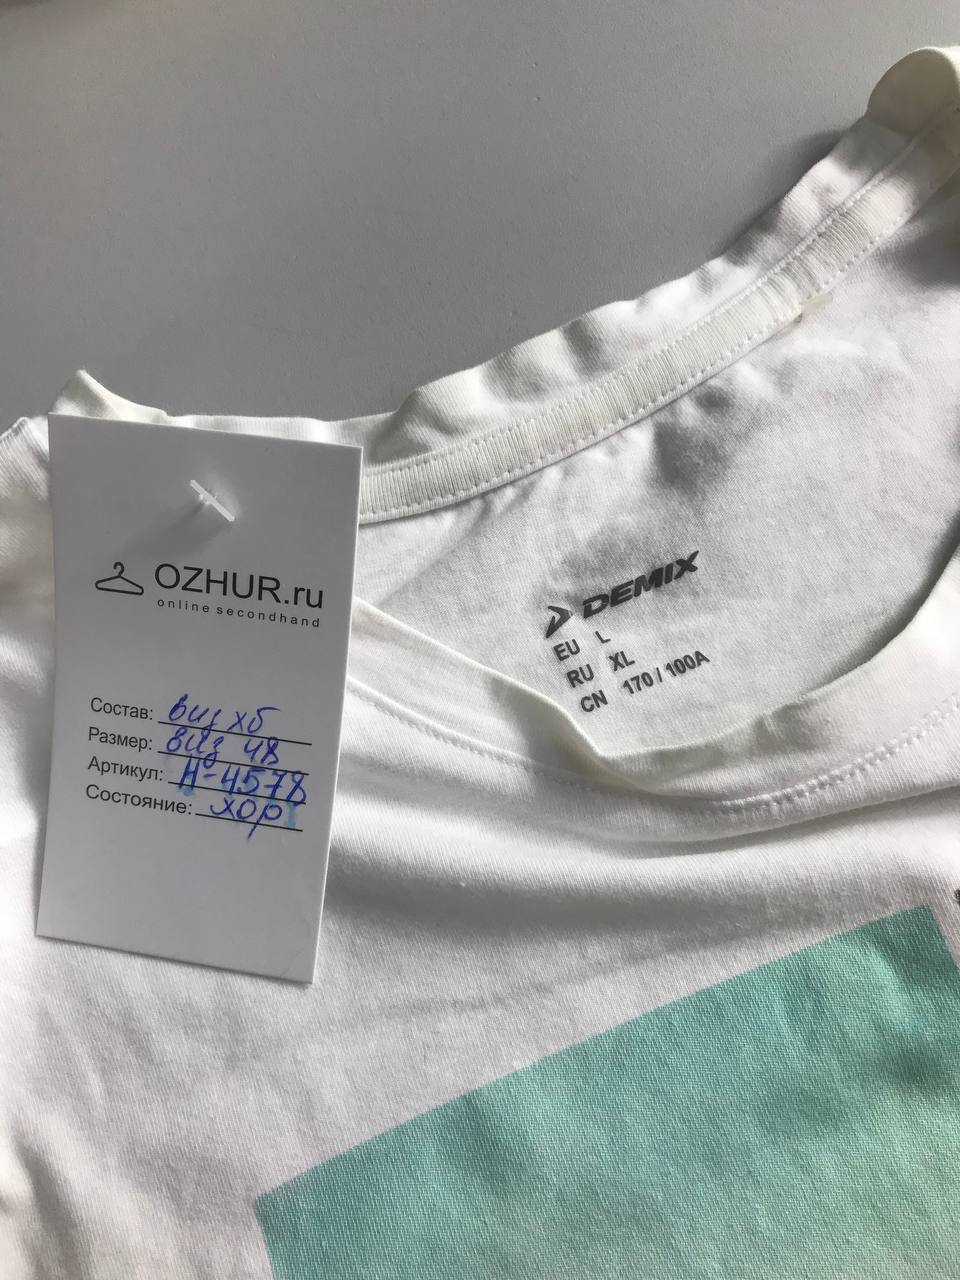 OZHUR.ru
online secondhand
Состав: виз хб
Размер: виз 48
Артикул: Н-4578
Состояние: хор
DEMIX
EU L
RU XL
CN 170 / 100A